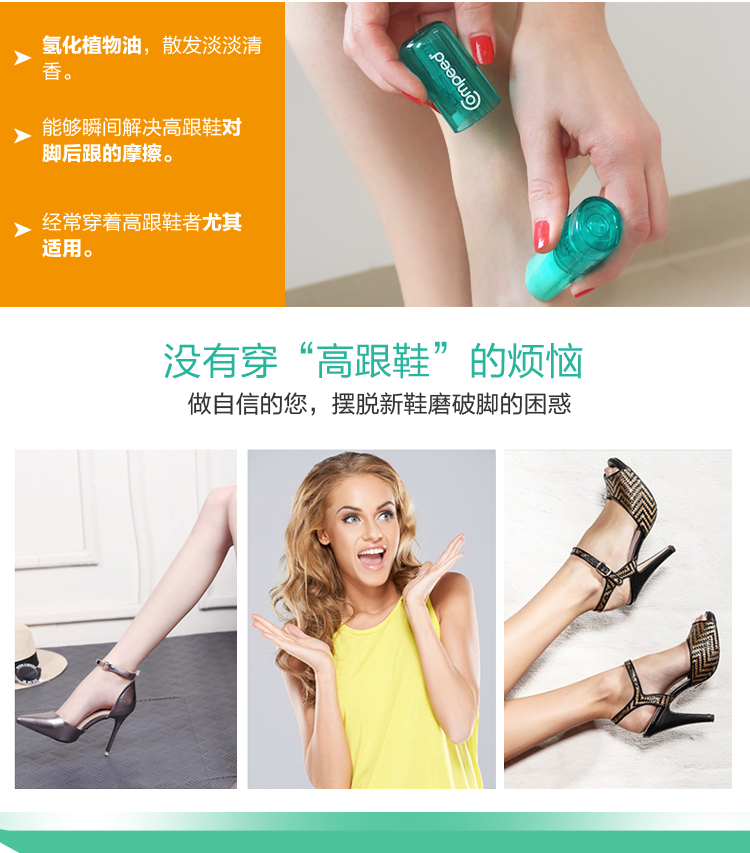 氢化植物油，散发淡淡清
香。
能够瞬间解决高跟鞋对
脚后跟的摩擦。
经常穿着高跟鞋者尤其
适用。
Compeed
没有穿“高跟鞋”的烦恼
做自信的您，摆脱新鞋磨破脚的困惑